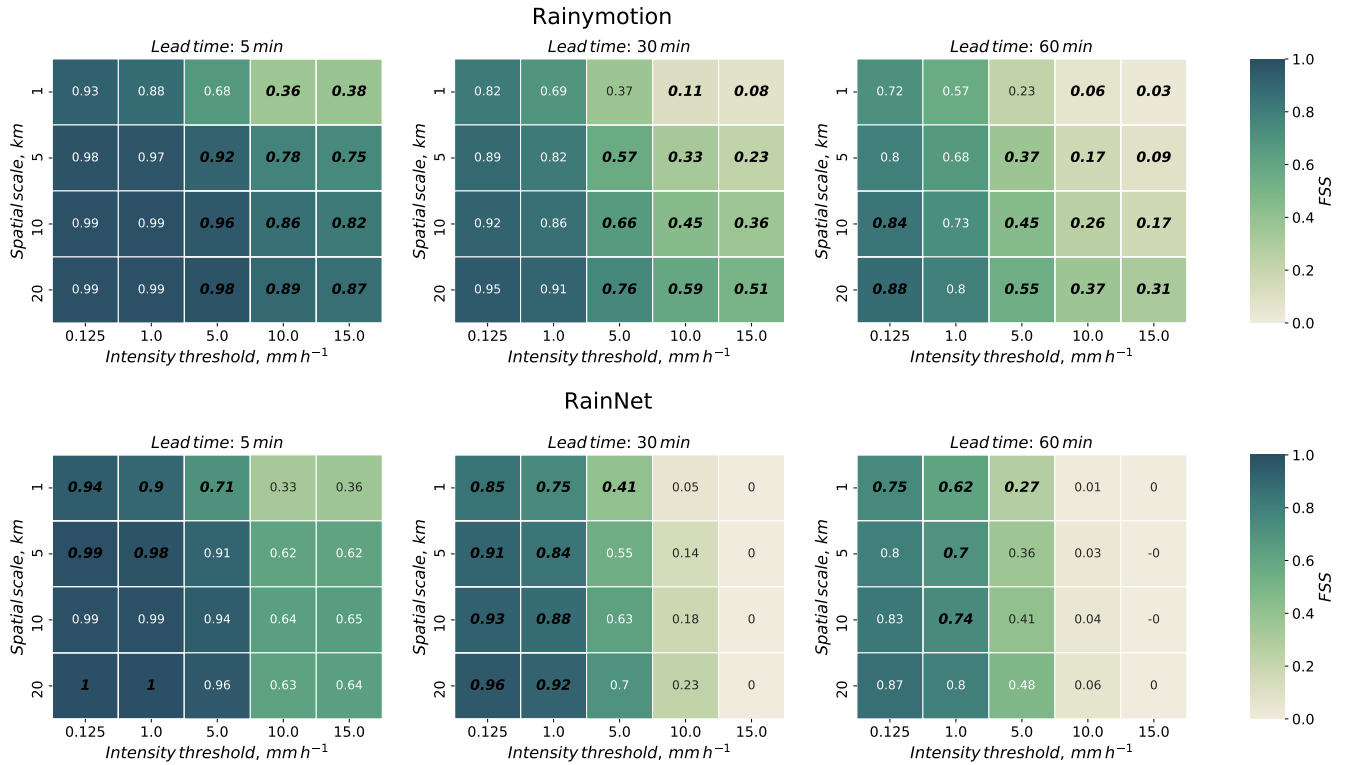 Rainymotion
Lead time: 5 min
Lead time: 30 min
Lead time: 60 min
1 0.93 0.88 0.68 0.36 0.38
5 0.98 0.97 0.92 0.78 0.75
10 0.99 0.99 0.96 0.86 0.82
20 0.99 0.99 0.98 0.89 0.87
0.125 1.0 5.0 10.0 15.0
Spatial scale, km
Intensity threshold, mm h⁻¹
1 0.82 0.69 0.37 0.11 0.08
5 0.89 0.82 0.57 0.33 0.23
10 0.92 0.86 0.66 0.45 0.36
20 0.95 0.91 0.76 0.59 0.51
0.125 1.0 5.0 10.0 15.0
Spatial scale, km
Intensity threshold, mm h⁻¹
1 0.72 0.57 0.23 0.06 0.03
5 0.8 0.68 0.37 0.17 0.09
10 0.84 0.73 0.45 0.26 0.17
20 0.88 0.8 0.55 0.37 0.31
0.125 1.0 5.0 10.0 15.0
Spatial scale, km
Intensity threshold, mm h⁻¹
1.0
0.8
0.6
0.4
0.2
0.0
FSS
RainNet
Lead time: 5 min
Lead time: 30 min
Lead time: 60 min
1 0.94 0.9 0.71 0.33 0.36
5 0.99 0.98 0.91 0.62 0.62
10 0.99 0.99 0.94 0.64 0.65
20 1 1 0.96 0.63 0.64
0.125 1.0 5.0 10.0 15.0
Spatial scale, km
Intensity threshold, mm h⁻¹
1 0.85 0.75 0.41 0.05 0
5 0.91 0.84 0.55 0.14 0
10 0.93 0.88 0.63 0.18 0
20 0.96 0.92 0.7 0.23 0
0.125 1.0 5.0 10.0 15.0
Spatial scale, km
Intensity threshold, mm h⁻¹
1 0.75 0.62 0.27 0.01 0
5 0.8 0.7 0.36 0.03 -0
10 0.83 0.74 0.41 0.04 -0
20 0.87 0.8 0.48 0.06 0
0.125 1.0 5.0 10.0 15.0
Spatial scale, km
Intensity threshold, mm h⁻¹
1.0
0.8
0.6
0.4
0.2
0.0
FSS